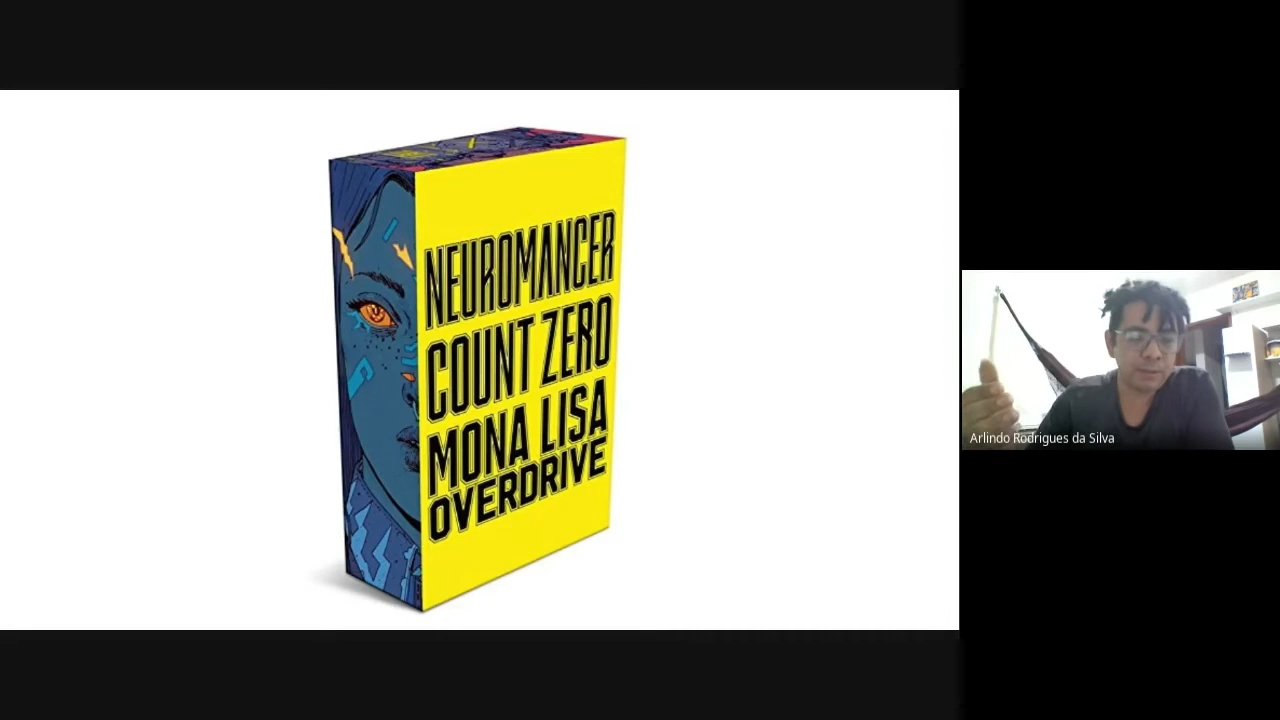 NEUROMANCER
COUNT ZERO
MONA LISA
OVERDRIVE
Arlindo Rodrigues da Silva